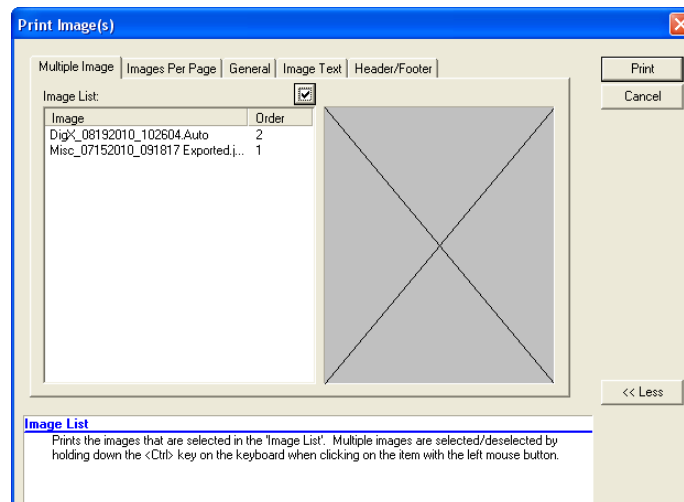 Print Image(s)
Multiple Image Images Per Page General Image Text Header/Footer
Print
Cancel
Image List:
Image Order
DigX_08192010_102604.Auto 2
Misc_07152010_091817 Exported.j... 1
<< Less
Image List
Prints the images that are selected in the 'Image List'. Multiple images are selected/deselected by
holding down the <Ctrl> key on the keyboard when clicking on the item with the left mouse button.